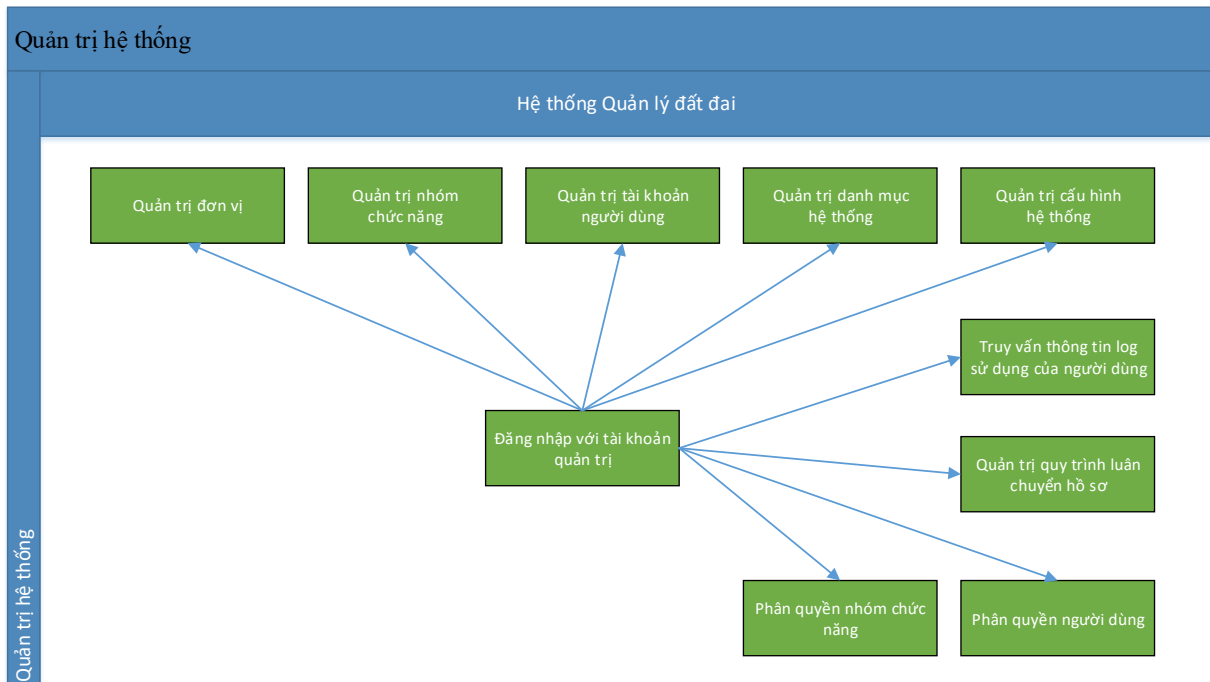 Quản trị hệ thống
Hệ thống Quản lý đất đai
Quản trị hệ thống
Quản trị đơn vị
Quản trị nhóm
chức năng
Quản trị tài khoản
người dùng
Quản trị danh mục
hệ thống
Quản trị cấu hình
hệ thống
Truy vấn thông tin log
sử dụng của người dùng
Đăng nhập với tài khoản
quản trị
Quản trị quy trình luân
chuyển hồ sơ
Phân quyền nhóm chức
năng
Phân quyền người dùng